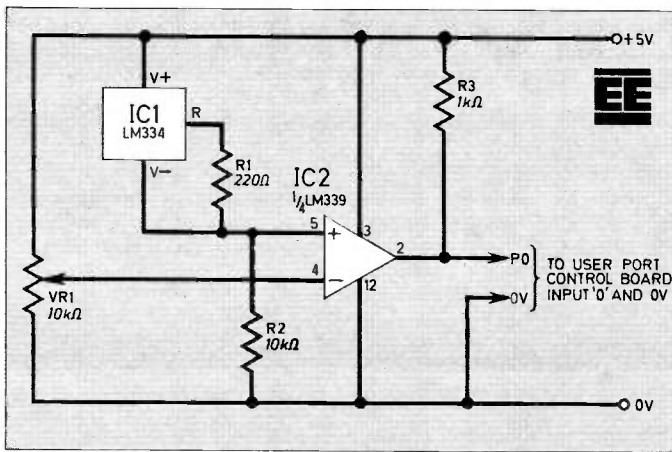 +5V
V+
IC1
LM334
R
V−
R1
220Ω
IC2
¼LM339
R3
1kΩ
EE
5
+
3
2
4
−
12
VR1
10kΩ
R2
10kΩ
P0
0V
TO USER PORT
CONTROL BOARD
INPUT '0' AND 0V
0V